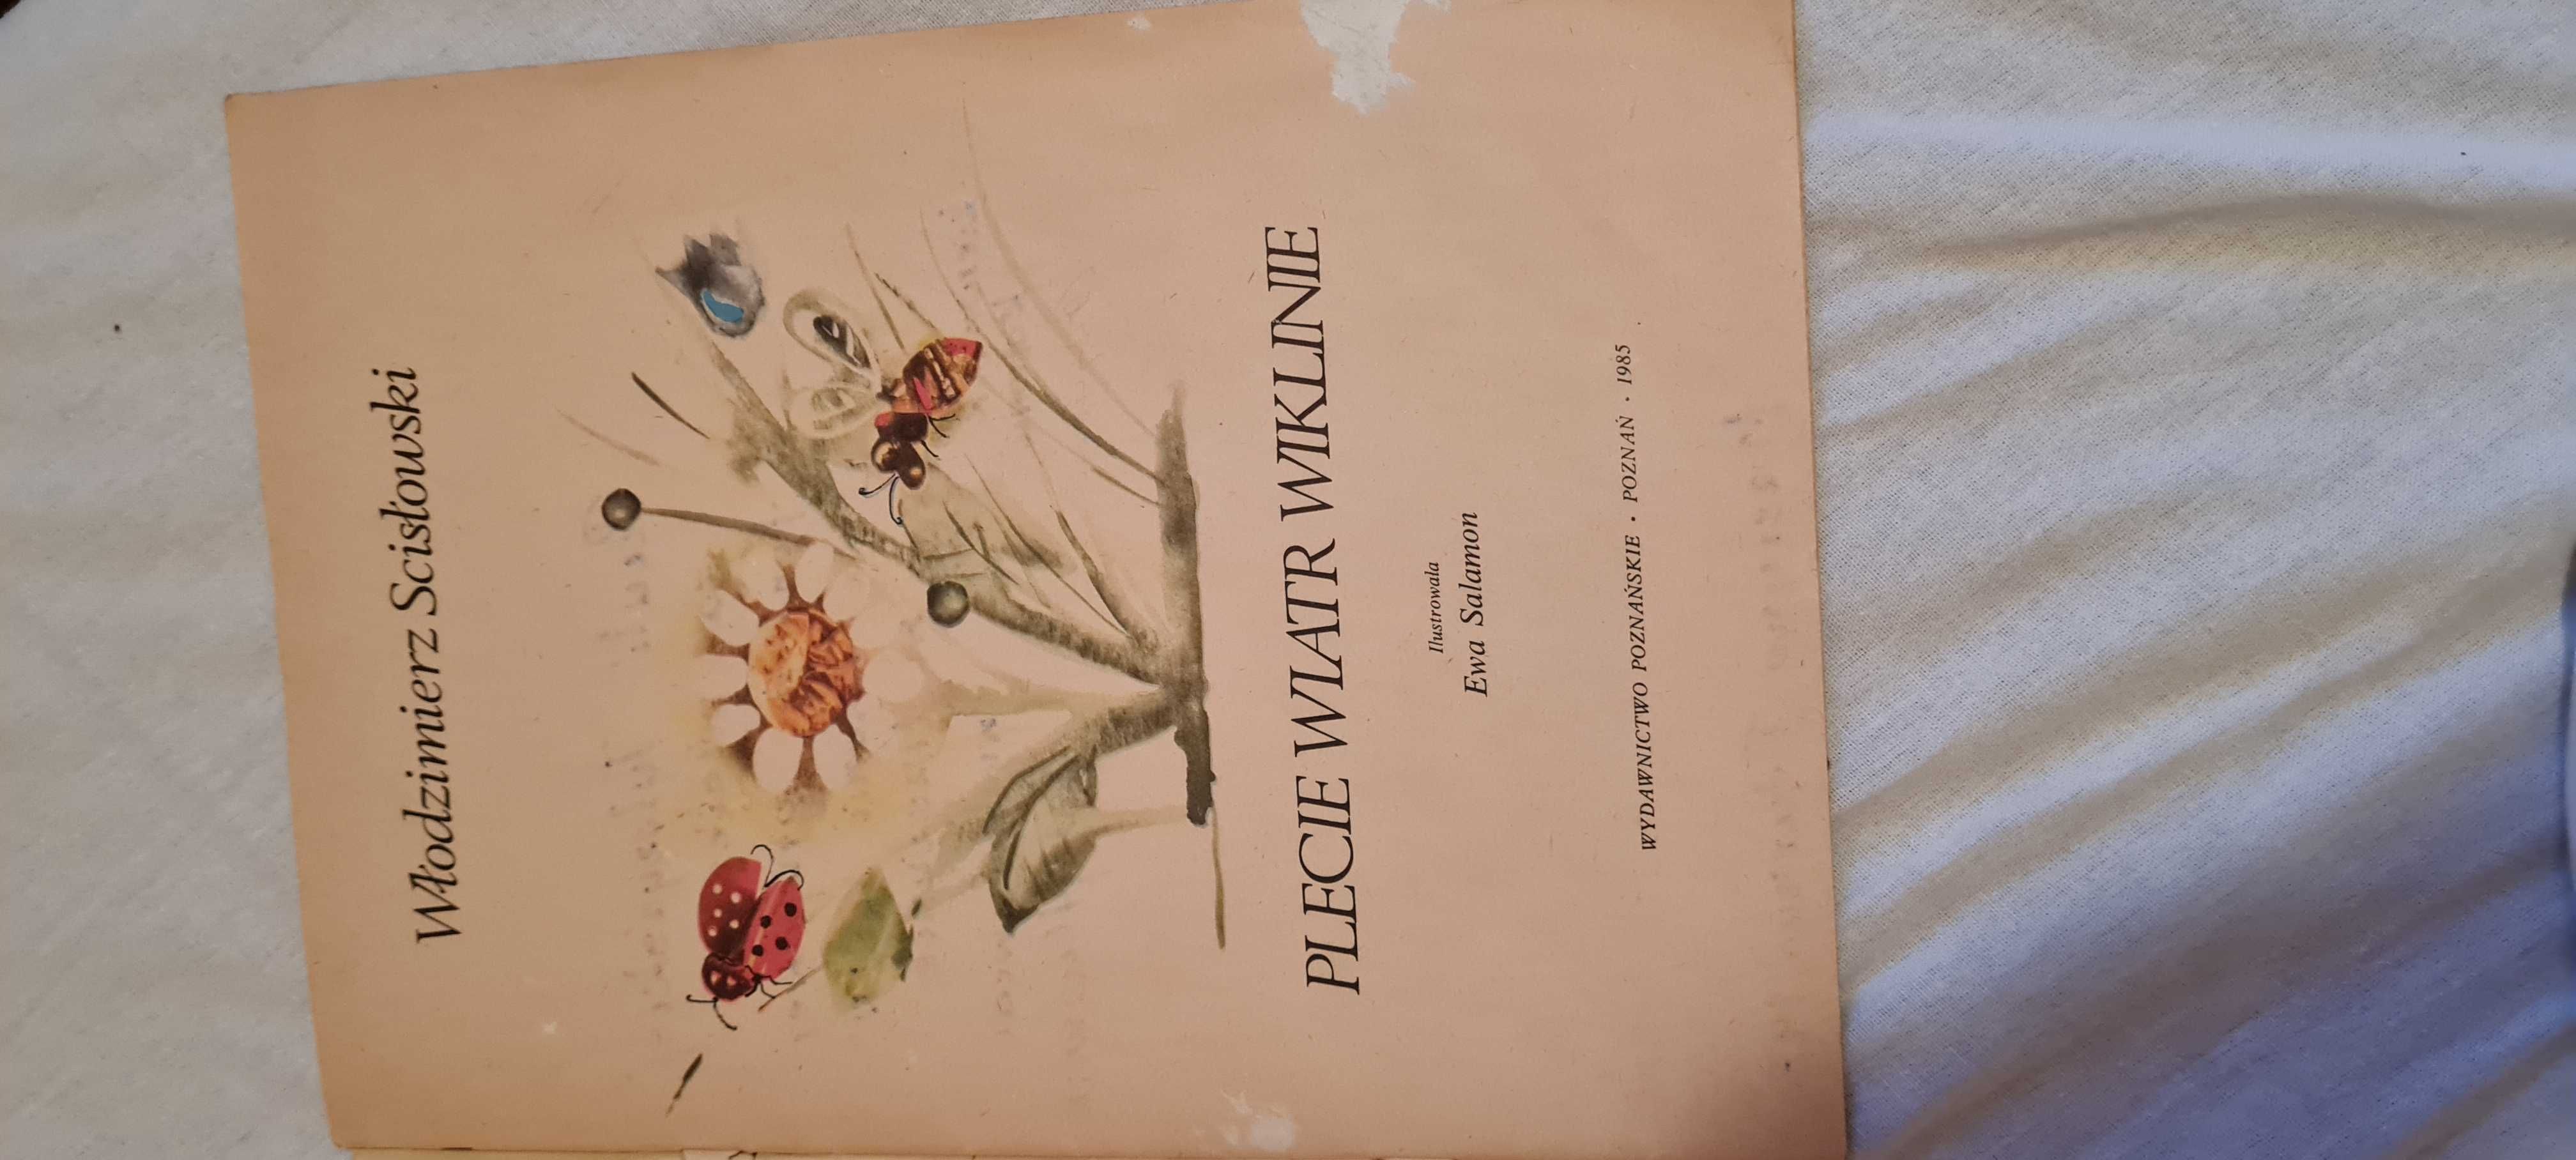 Włodzimierz Scisłowski
PLECIE WIATR WIKLINIE
Ilustrowała
Ewa Salamon
WYDAWNICTWO POZNAŃSKIE • POZNAŃ • 1985